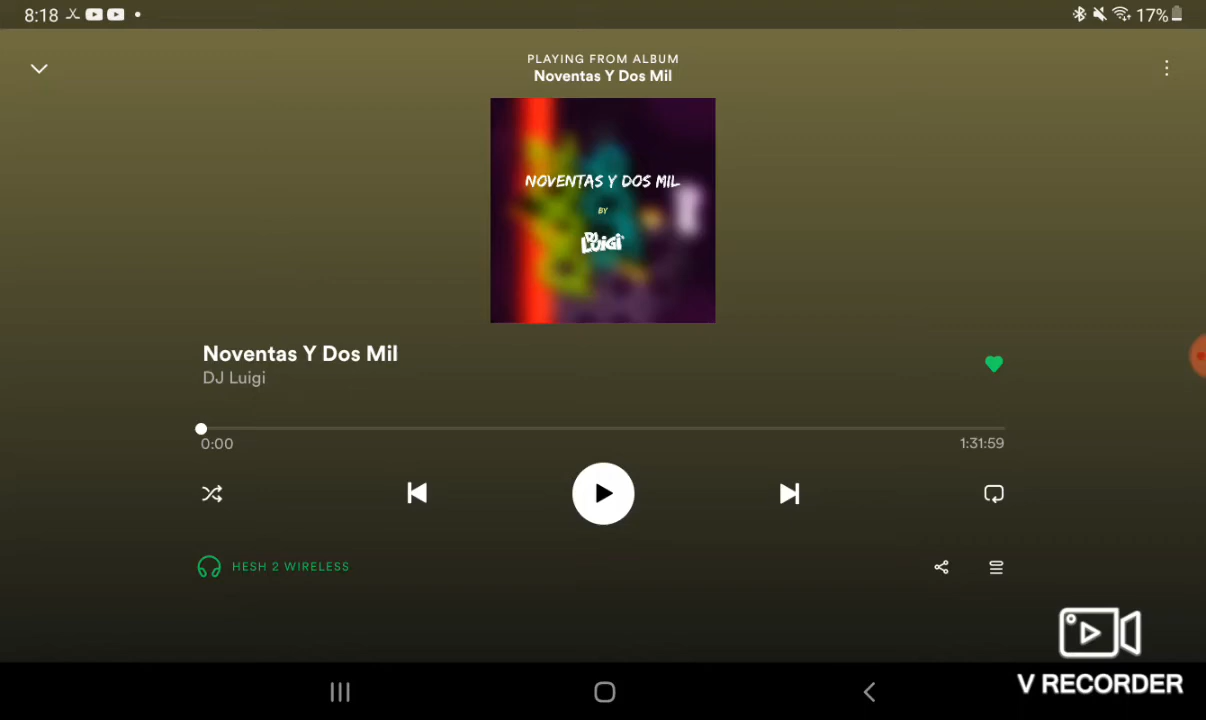 8:18
17%
PLAYING FROM ALBUM
Noventas Y Dos Mil
NOVENTAS Y DOS MIL
BY
DJ
LUIGI
Noventas Y Dos Mil
DJ Luigi
0:00
1:31:59
HESH 2 WIRELESS
V RECORDER